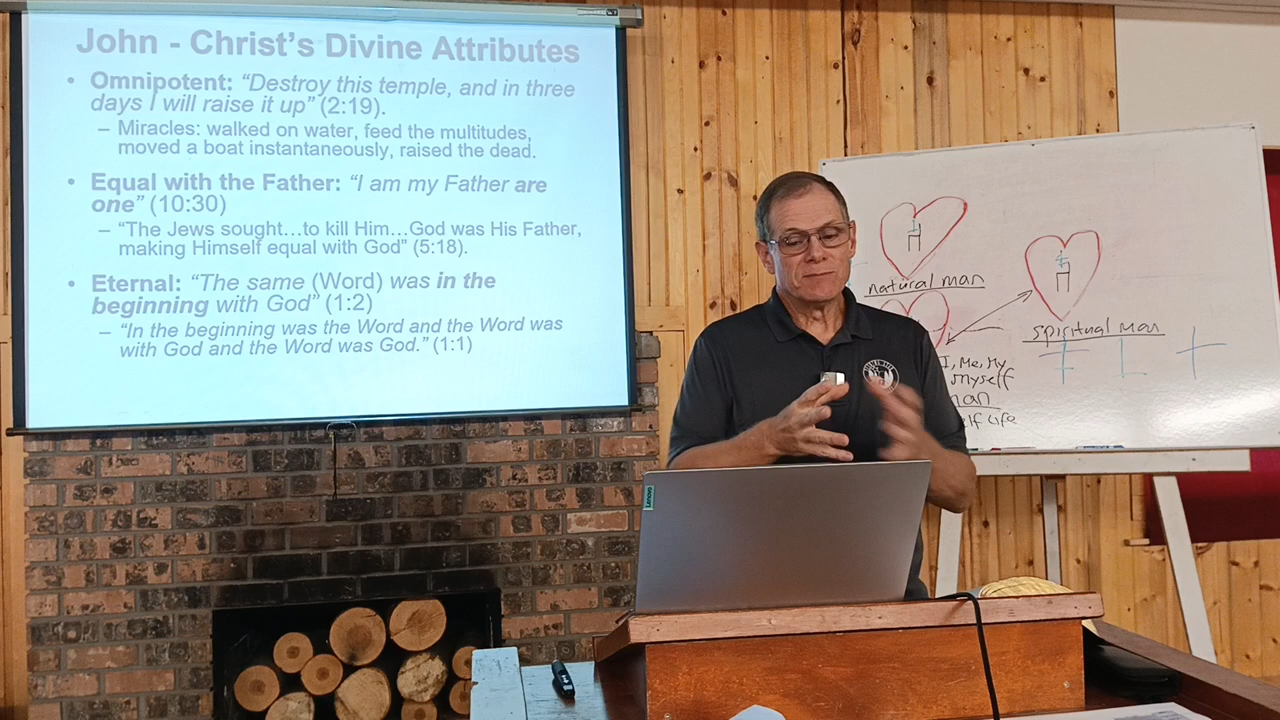 John - Christ's Divine Attributes
• Omnipotent: "Destroy this temple, and in three
days I will raise it up" (2:19).
– Miracles: walked on water, feed the multitudes,
moved a boat instantaneously, raised the dead.
• Equal with the Father: "I am my Father are
one" (10:30)
– "The Jews sought…to kill Him…God was His Father,
making Himself equal with God" (5:18).
• Eternal: "The same (Word) was in the
beginning with God" (1:2)
– "In the beginning was the Word and the Word was
with God and the Word was God." (1:1)
natural man
spiritual man
I, Me, My
Myself
Lenovo